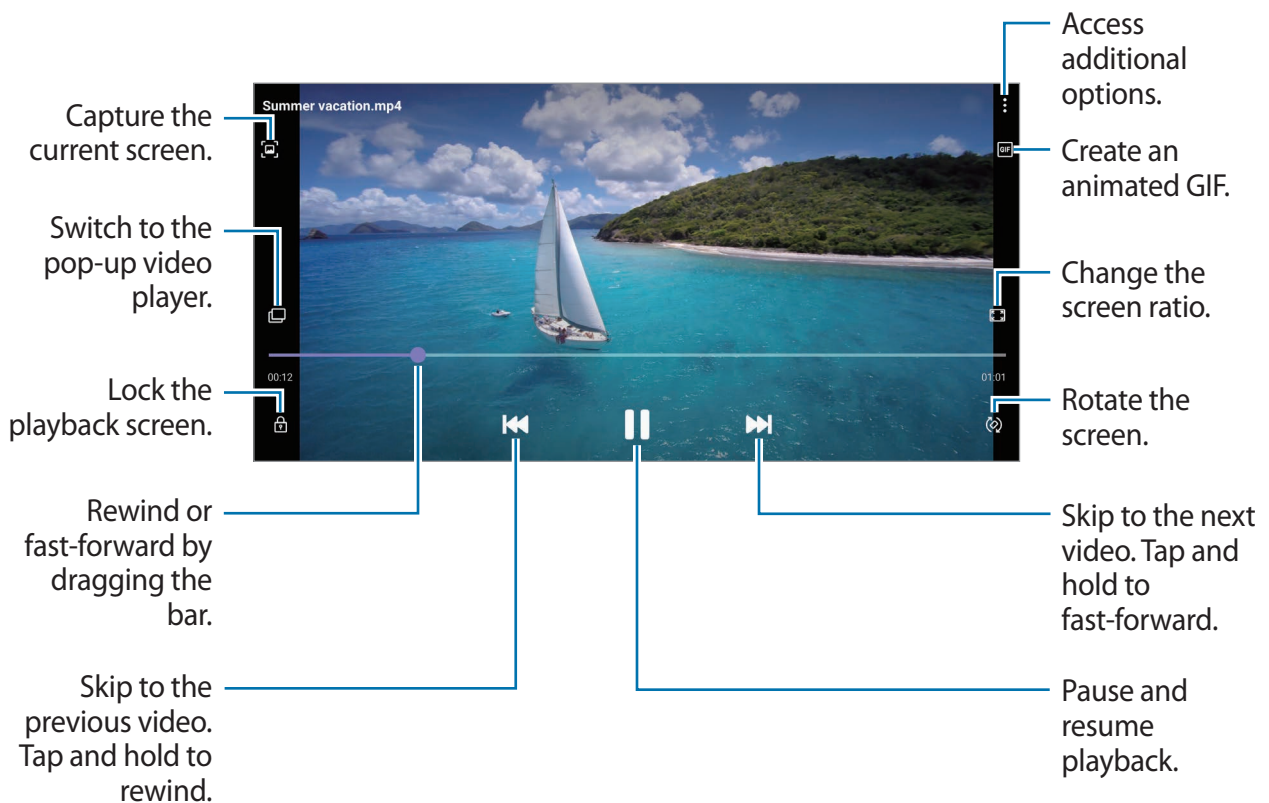 Access
additional
options.
Summer vacation.mp4
Capture the
current screen.
GIF
Create an
animated GIF.
Switch to the
pop-up video
player.
Change the
screen ratio.
00:12
01:01
Lock the
playback screen.
Rotate the
screen.
Rewind or
fast-forward by
dragging the
bar.
Skip to the next
video. Tap and
hold to
fast-forward.
Skip to the
previous video.
Tap and hold to
rewind.
Pause and
resume
playback.